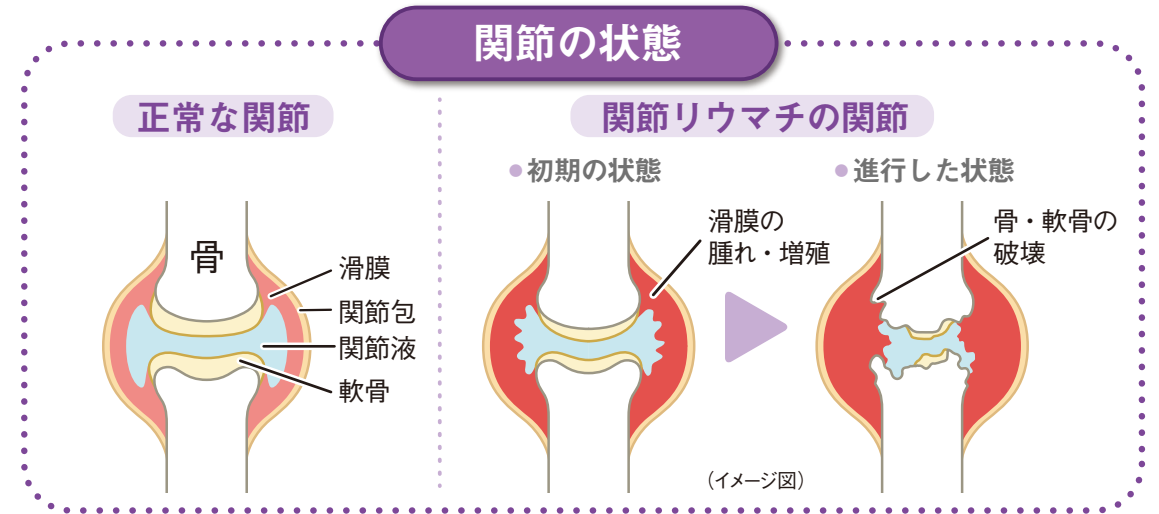 関節の状態
正常な関節
骨
滑膜
関節包
関節液
軟骨
関節リウマチの関節
●初期の状態
滑膜の
腫れ・増殖
●進行した状態
骨・軟骨の
破壊
（イメージ図）